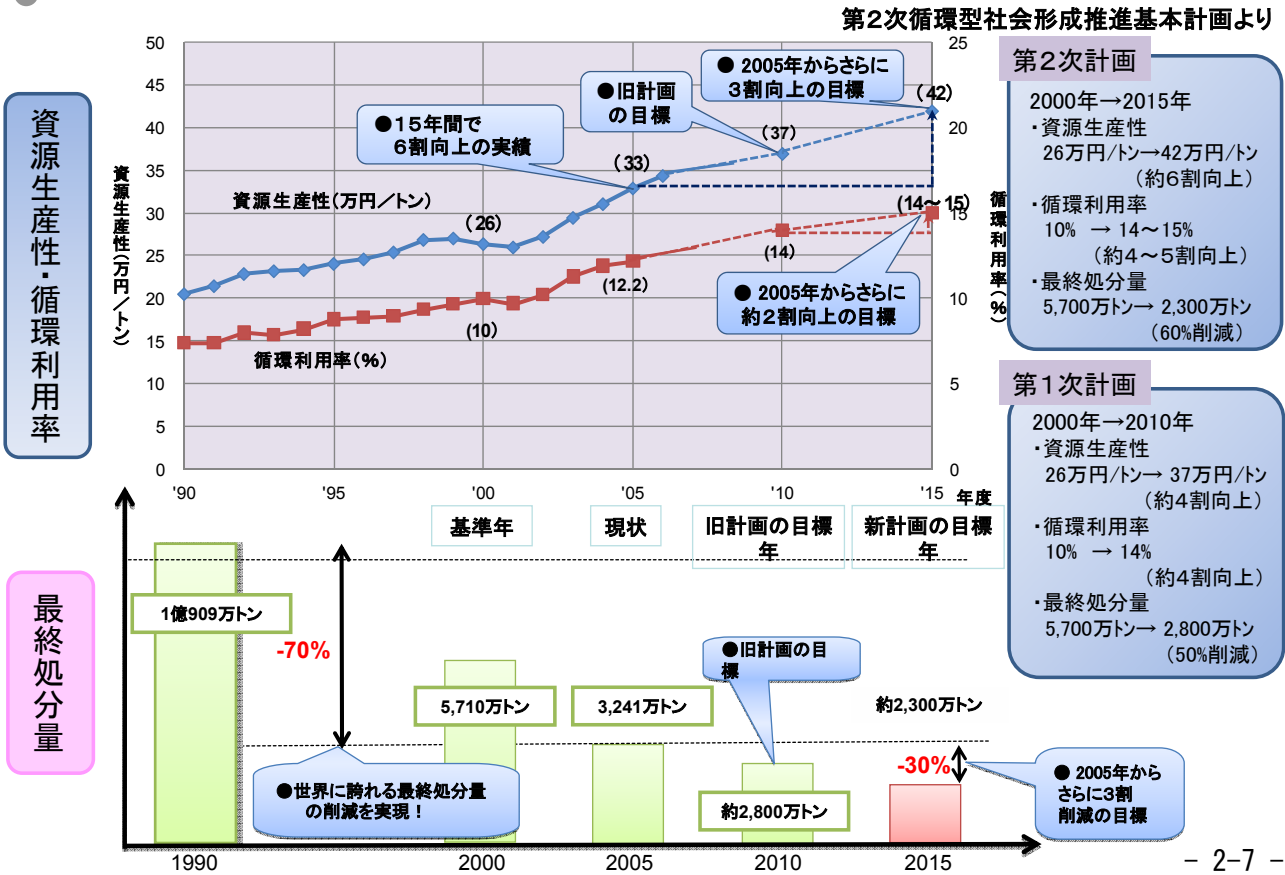 第2次循環型社会形成推進基本計画より
資源生産性・循環利用率
資源生産性(万円/トン)
50
45
40
35
30
25
20
15
10
5
0
25
20
15
10
5
0
循環利用率(%)
'90
'95
'00
'05
'10
'15
年度
●15年間で
6割向上の実績
●旧計画
の目標
● 2005年からさらに
3割向上の目標
(42)
(37)
(33)
(26)
資源生産性(万円/トン)
(14~15)
(14)
(12.2)
(10)
循環利用率(%)
● 2005年からさらに
約2割向上の目標
第2次計画
2000年→2015年
・資源生産性
26万円/トン→42万円/トン
(約6割向上)
・循環利用率
10% → 14~15%
(約4~5割向上)
・最終処分量
5,700万トン→ 2,300万トン
(60%削減)
第1次計画
2000年→2010年
・資源生産性
26万円/トン→ 37万円/トン
(約4割向上)
・循環利用率
10% → 14%
(約4割向上)
・最終処分量
5,700万トン→ 2,800万トン
(50%削減)
基準年
現状
旧計画の目標
年
新計画の目標
年
最終処分量
1億909万トン
-70%
5,710万トン
3,241万トン
●旧計画の目
標
約2,800万トン
約2,300万トン
-30%
●世界に誇れる最終処分量
の削減を実現!
● 2005年から
さらに3割
削減の目標
1990
2000
2005
2010
2015
- 2-7 -